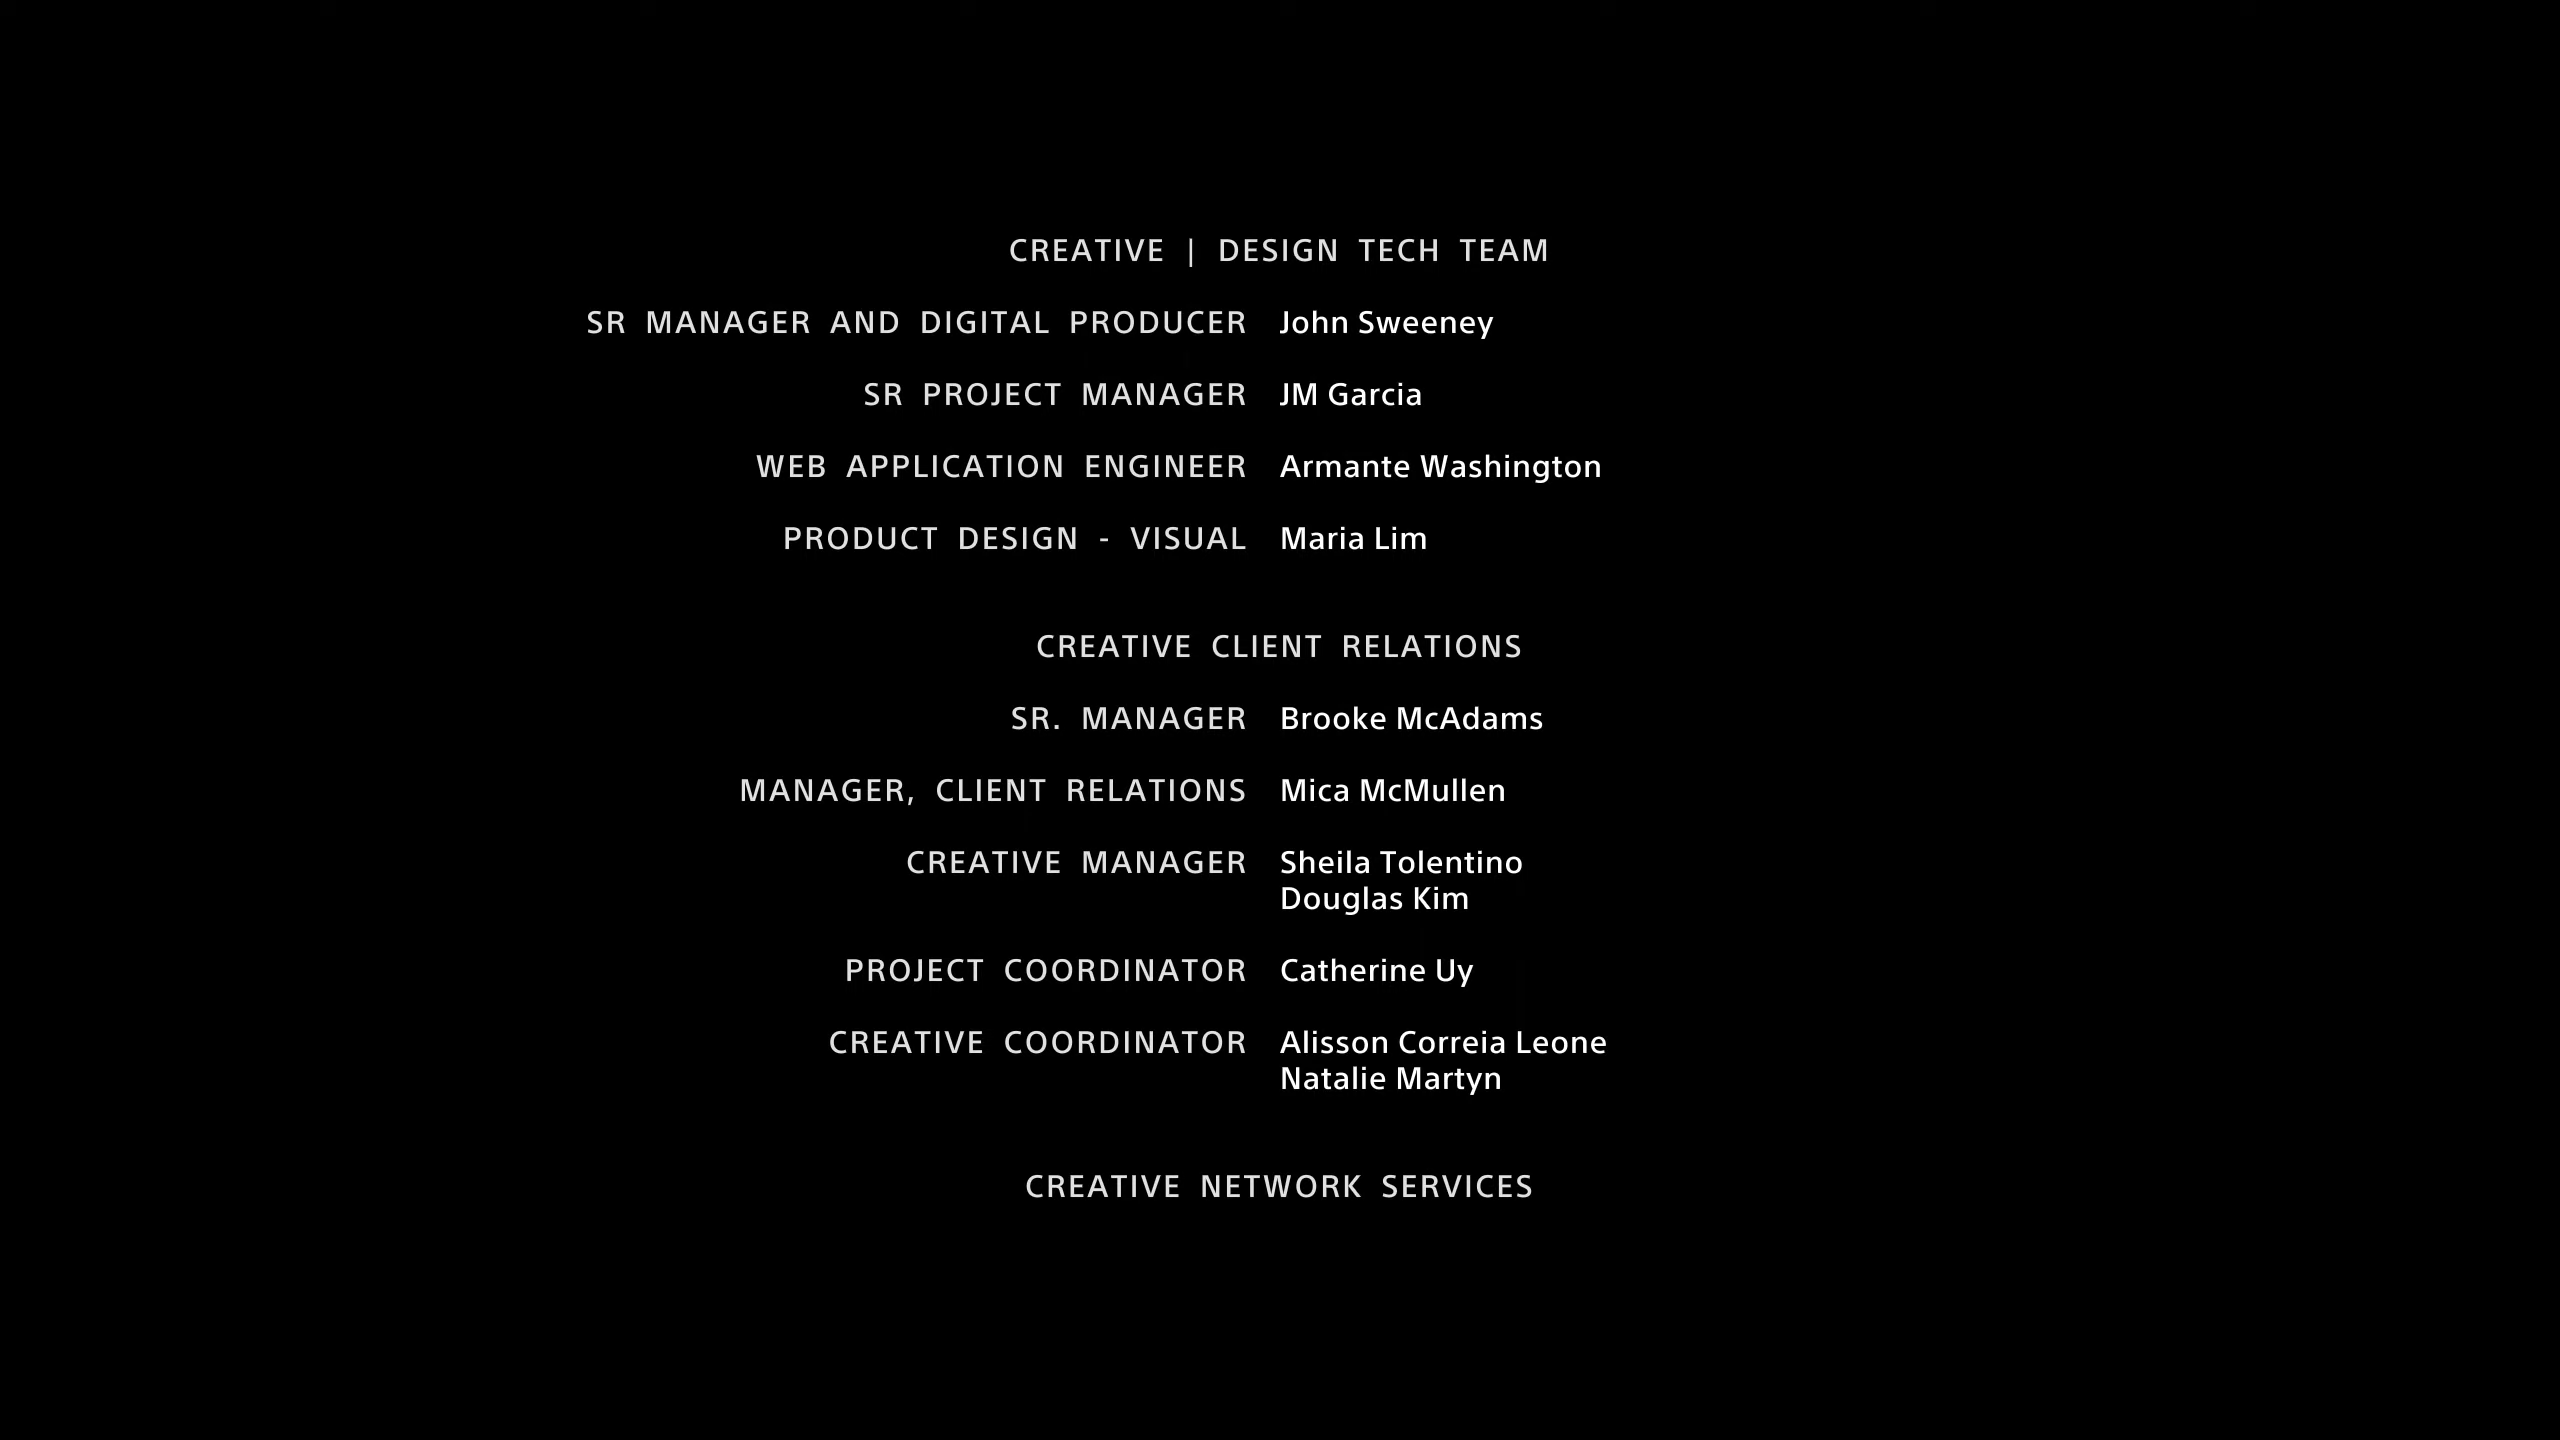 CREATIVE | DESIGN TECH TEAM
SR MANAGER AND DIGITAL PRODUCER John Sweeney
SR PROJECT MANAGER JM Garcia
WEB APPLICATION ENGINEER Armante Washington
PRODUCT DESIGN - VISUAL Maria Lim
CREATIVE CLIENT RELATIONS
SR. MANAGER Brooke McAdams
MANAGER, CLIENT RELATIONS Mica McMullen
CREATIVE MANAGER Sheila Tolentino
Douglas Kim
PROJECT COORDINATOR Catherine Uy
CREATIVE COORDINATOR Alisson Correia Leone
Natalie Martyn
CREATIVE NETWORK SERVICES